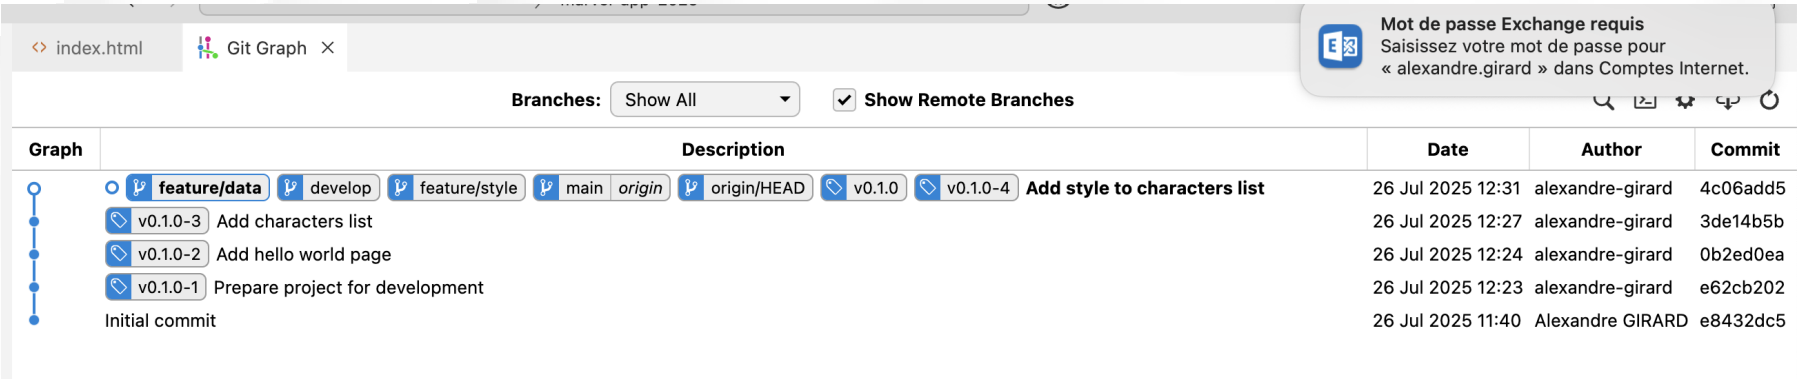 index.html
Git Graph
Mot de passe Exchange requis
Saisissez votre mot de passe pour
« alexandre.girard » dans Comptes Internet.
Branches: Show All Show Remote Branches
Graph Description Date Author Commit
feature/data develop feature/style main origin origin/HEAD v0.1.0 v0.1.0-4 Add style to characters list 26 Jul 2025 12:31 alexandre-girard 4c06add5
v0.1.0-3 Add characters list 26 Jul 2025 12:27 alexandre-girard 3de14b5b
v0.1.0-2 Add hello world page 26 Jul 2025 12:24 alexandre-girard 0b2ed0ea
v0.1.0-1 Prepare project for development 26 Jul 2025 12:23 alexandre-girard e62cb202
Initial commit 26 Jul 2025 11:40 Alexandre GIRARD e8432dc5